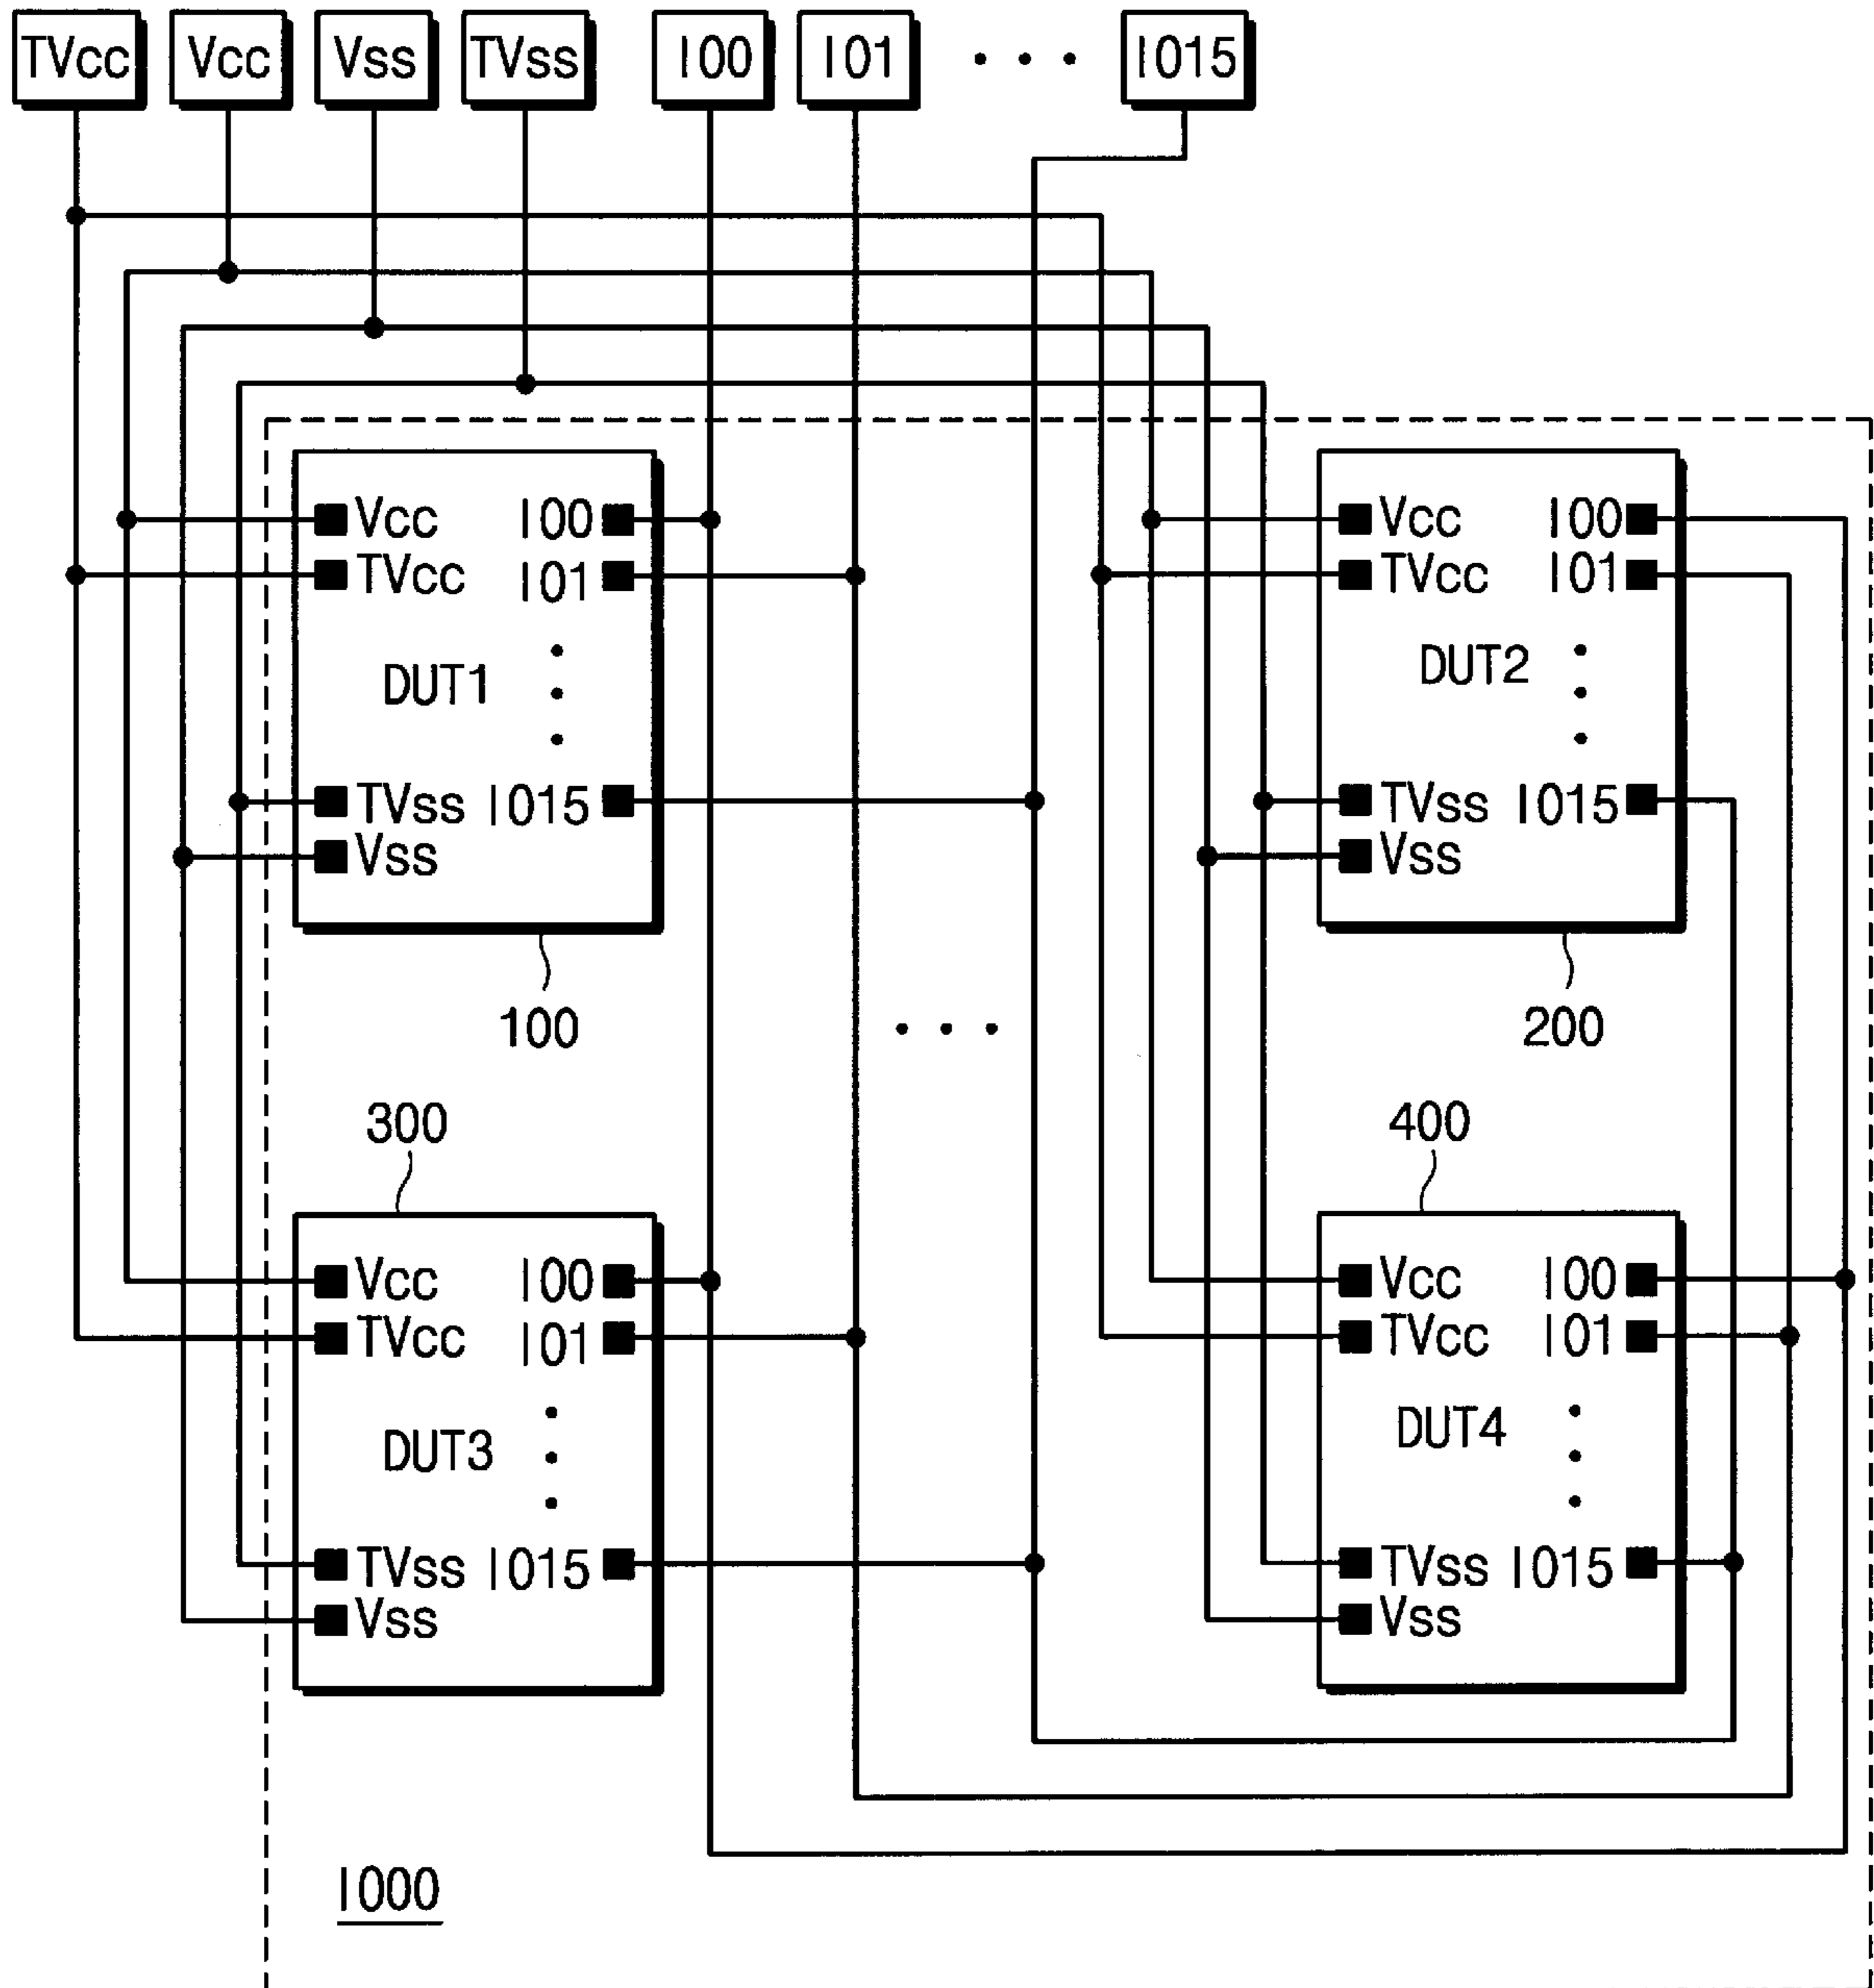 TVcc Vcc Vss TVss IO0 IO1 • • • IO15
Vcc IO0
TVcc IO1
DUT1
TVss IO15
Vss
100
Vcc IO0
TVcc IO1
DUT2
TVss IO15
Vss
200
• • •
300
Vcc IO0
TVcc IO1
DUT3
TVss IO15
Vss
400
Vcc IO0
TVcc IO1
DUT4
TVss IO15
Vss
1000